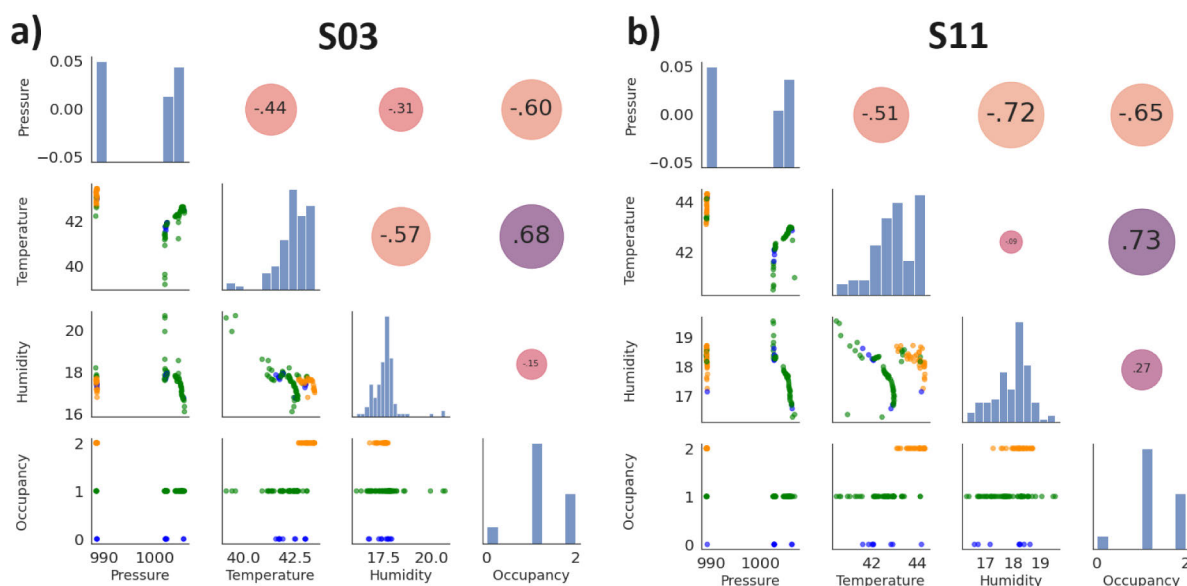 a) S03
Pressure
0.05
0.00
−0.05
-.44
-.31
-.60
Temperature
42
40
-.57
.68
Humidity
20
18
16
-.15
Occupancy
2
1
0
990 1000
Pressure
40.0 42.5
Temperature
17.5 20.0
Humidity
0 2
Occupancy
b) S11
Pressure
0.05
0.00
−0.05
-.51
-.72
-.65
Temperature
44
42
-.09
.73
Humidity
19
18
17
.27
Occupancy
2
1
0
990 1000
Pressure
42 44
Temperature
17 18 19
Humidity
0 2
Occupancy